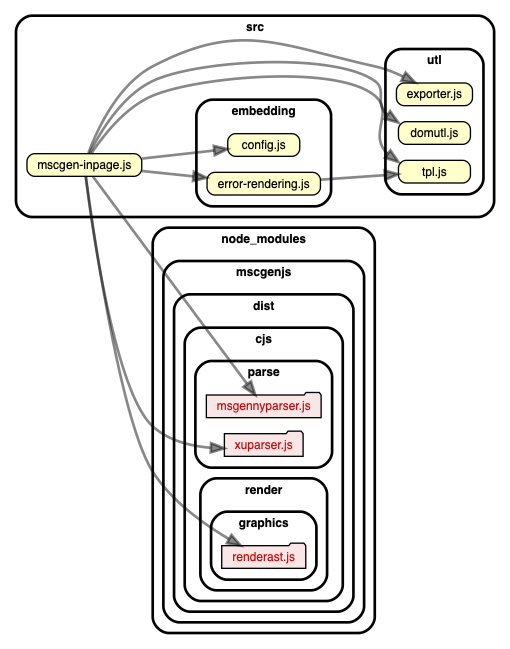 src
utl
exporter.js
embedding
domutl.js
config.js
mscgen-inpage.js
tpl.js
error-rendering.js
node_modules
mscgenjs
dist
cjs
parse
msgennyparser.js
xuparser.js
render
graphics
renderast.js